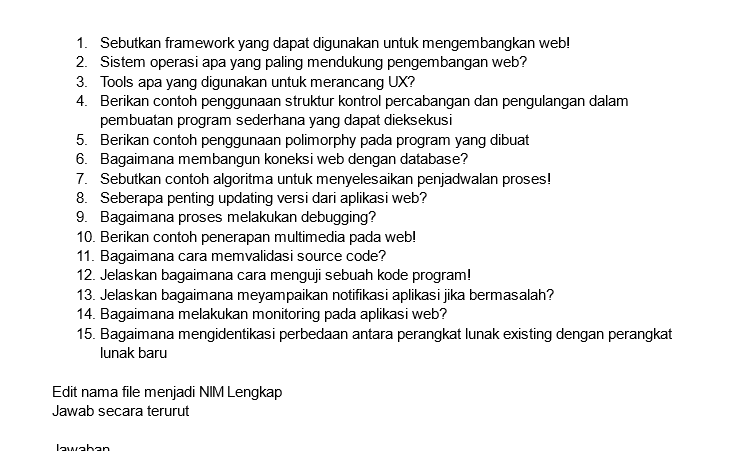 1. Sebutkan framework yang dapat digunakan untuk mengembangkan web!
2. Sistem operasi apa yang paling mendukung pengembangan web?
3. Tools apa yang digunakan untuk merancang UX?
4. Berikan contoh penggunaan struktur kontrol percabangan dan pengulangan dalam
pembuatan program sederhana yang dapat dieksekusi
5. Berikan contoh penggunaan polimorphy pada program yang dibuat
6. Bagaimana membangun koneksi web dengan database?
7. Sebutkan contoh algoritma untuk menyelesaikan penjadwalan proses!
8. Seberapa penting updating versi dari aplikasi web?
9. Bagaimana proses melakukan debugging?
10. Berikan contoh penerapan multimedia pada web!
11. Bagaimana cara memvalidasi source code?
12. Jelaskan bagaimana cara menguji sebuah kode program!
13. Jelaskan bagaimana meyampaikan notifikasi aplikasi jika bermasalah?
14. Bagaimana melakukan monitoring pada aplikasi web?
15. Bagaimana mengidentikasi perbedaan antara perangkat lunak existing dengan perangkat
lunak baru
Edit nama file menjadi NIM Lengkap
Jawab secara terurut
Jawaban